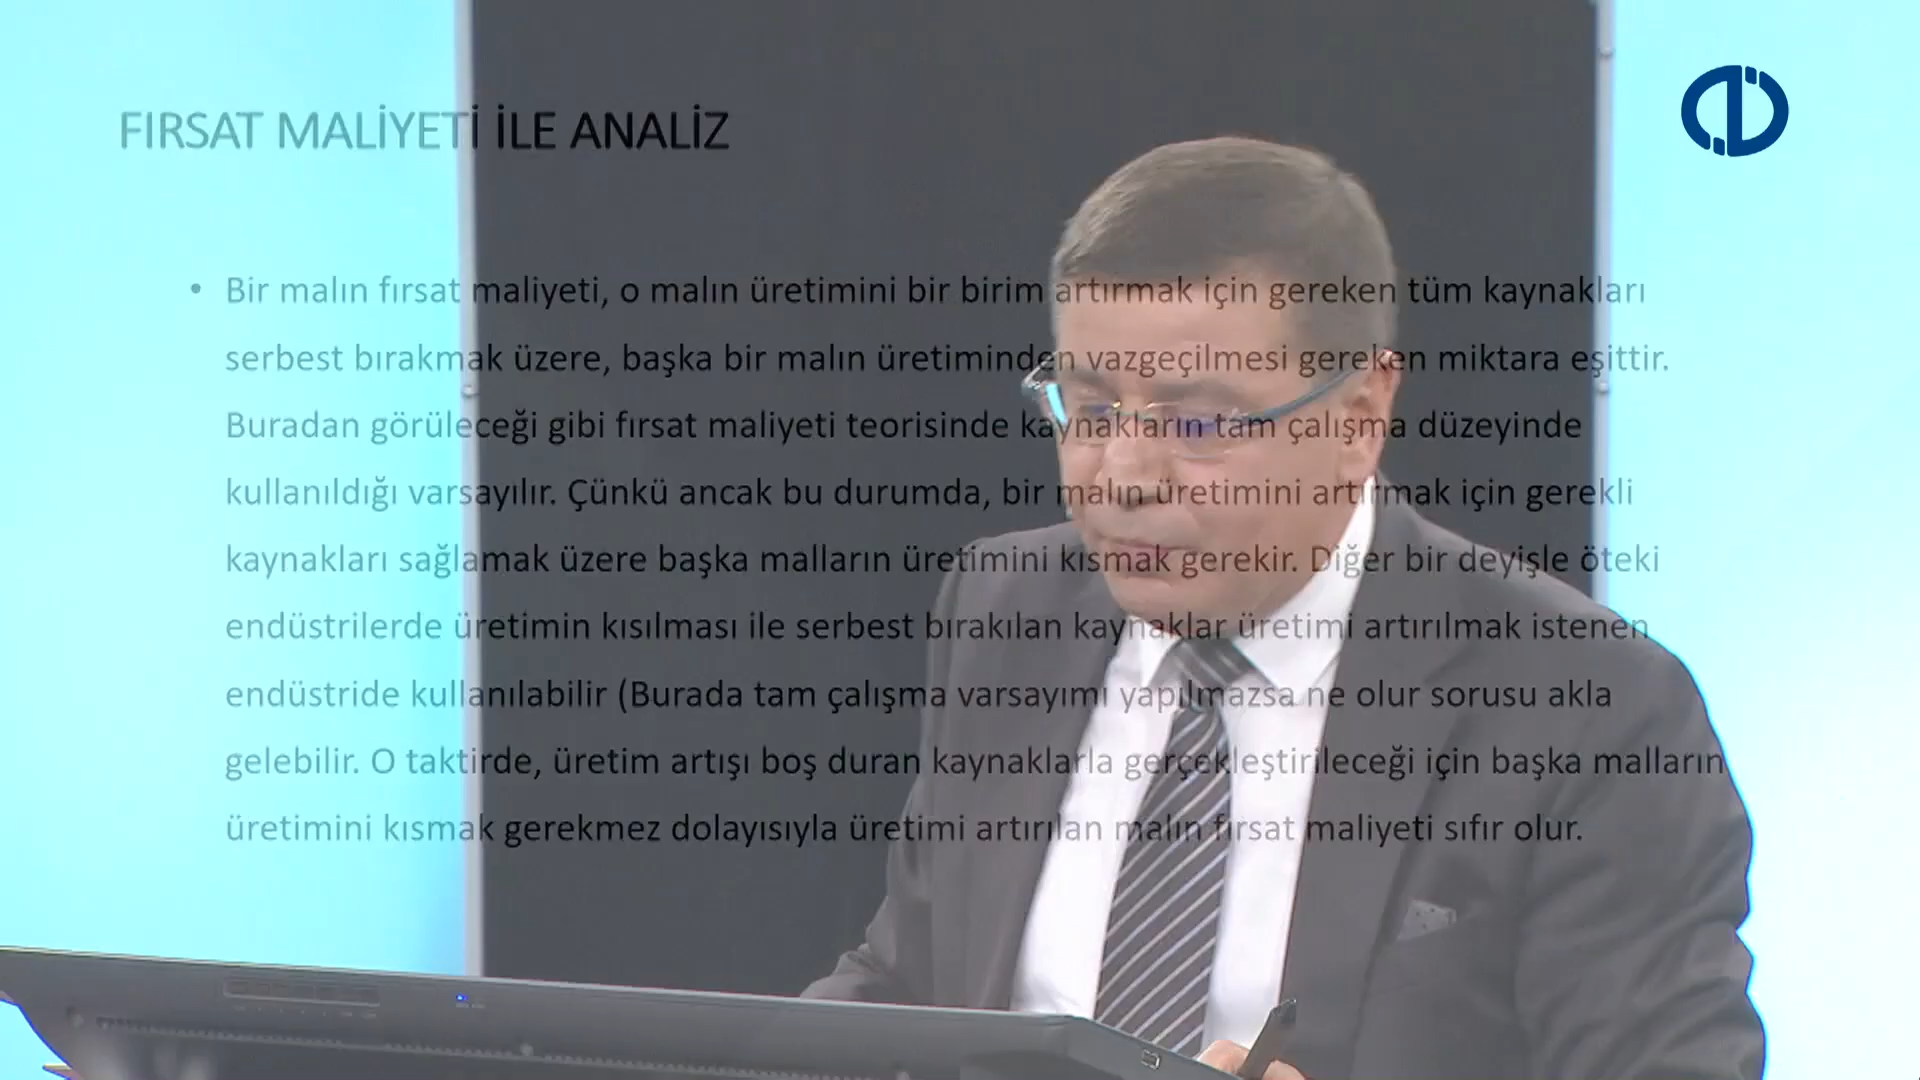 FIRSAT MALİYETİ İLE ANALİZ
• Bir malın fırsat maliyeti, o malın üretimini bir birim artırmak için gereken tüm kaynakları
serbest bırakmak üzere, başka bir malın üretiminden vazgeçilmesi gereken miktara eşittir.
Buradan görüleceği gibi fırsat maliyeti teorisinde kaynakların tam çalışma düzeyinde
kullanıldığı varsayılır. Çünkü ancak bu durumda, bir malın üretimini artırmak için gerekli
kaynakları sağlamak üzere başka malların üretimini kısmak gerekir. Diğer bir deyişle öteki
endüstrilerde üretimin kısılması ile serbest bırakılan kaynaklar üretimi artırılmak istenen
endüstride kullanılabilir (Burada tam çalışma varsayımı yapılmazsa ne olur sorusu akla
gelebilir. O taktirde, üretim artışı boş duran kaynaklarla gerçekleştirileceği için başka malların
üretimini kısmak gerekmez dolayısıyla üretimi artırılan malın fırsat maliyeti sıfır olur.